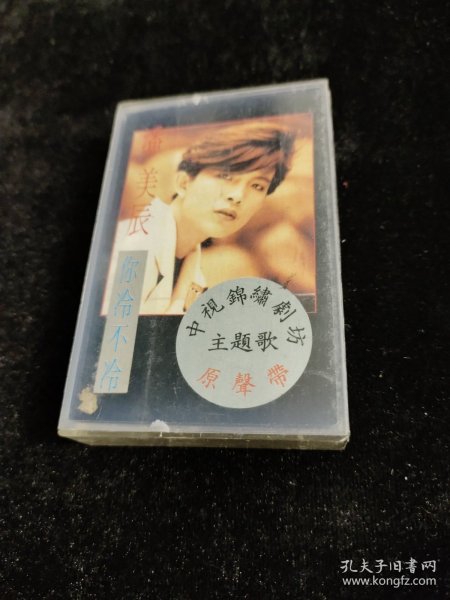 孟
美
辰
你冷不冷
中視錦繡劇坊
主題歌
原聲帶
孔夫子旧书网
www.kongfz.com